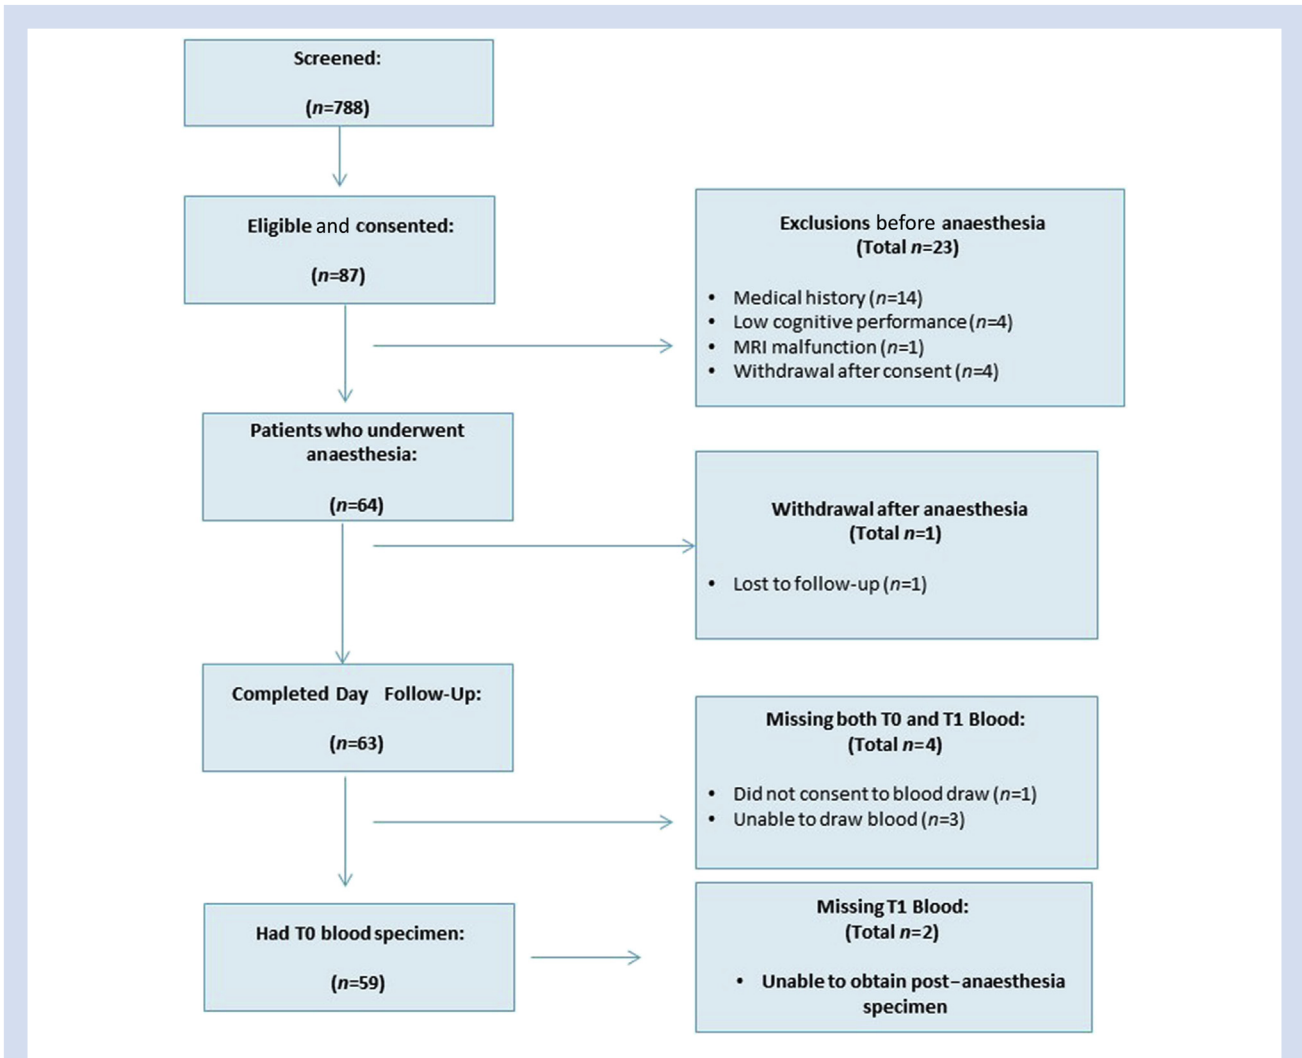 Screened:
(n=788)
Eligible and consented:
(n=87)
Exclusions before anaesthesia
(Total n=23)
• Medical history (n=14)
• Low cognitive performance (n=4)
• MRI malfunction (n=1)
• Withdrawal after consent (n=4)
Patients who underwent
anaesthesia:
(n=64)
Withdrawal after anaesthesia
(Total n=1)
• Lost to follow-up (n=1)
Completed Day Follow-Up:
(n=63)
Missing both T0 and T1 Blood:
(Total n=4)
• Did not consent to blood draw (n=1)
• Unable to draw blood (n=3)
Had T0 blood specimen:
(n=59)
Missing T1 Blood:
(Total n=2)
• Unable to obtain post–anaesthesia
specimen